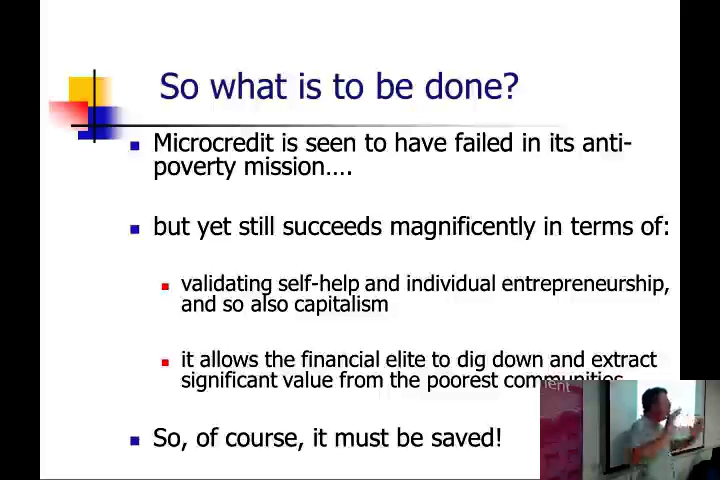 So what is to be done?
Microcredit is seen to have failed in its anti-
poverty mission….
but yet still succeeds magnificently in terms of:
validating self-help and individual entrepreneurship,
and so also capitalism
it allows the financial elite to dig down and extract
significant value from the poorest communities
So, of course, it must be saved!